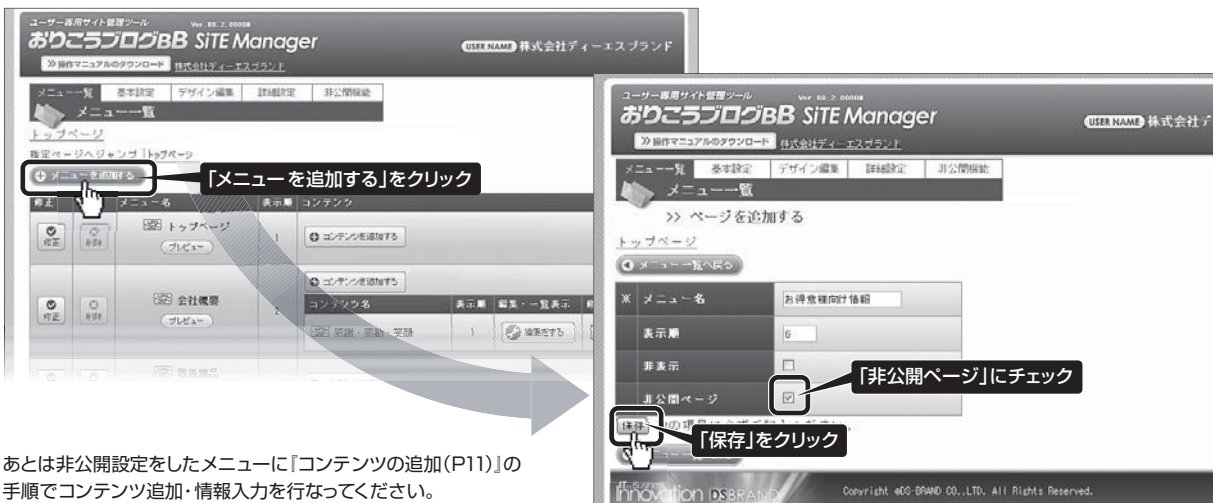 ユーザー専用サイト管理ツール
おりこうブログBB SiTE Manager
USER NAME 株式会社ディーエスブランド
操作マニュアルのダウンロード 株式会社ディーエスブランド
メニュー一覧 基本設定 デザイン編集 詳細設定 非公開機能
メニュー一覧
トップページ
指定ページへジャンプ トップページ
メニューを追加する
「メニューを追加する」をクリック
修正 メニュー名 表示順 コンテンツ
修正 削除 トップページ プレビュー 1 コンテンツを追加する
コンテンツを追加する
修正 削除 会社概要 プレビュー 2 コンテンツ名 表示順 編集・一覧表示
感謝・感動・笑顔 1 編集をする
取扱商品
ユーザー専用サイト管理ツール
おりこうブログBB SiTE Manager
USER NAME 株式会社デ
操作マニュアルのダウンロード 株式会社ディーエスブランド
メニュー一覧 基本設定 デザイン編集 詳細設定 非公開機能
メニュー一覧
>> ページを追加する
トップページ
メニュー一覧へ戻る
※ メニュー名 お得意様向け情報
表示順 6
非表示
非公開ページ
「非公開ページ」にチェック
保存
「保存」をクリック
Innovation DSBRAND
Copyright ©DS-BRAND CO.,LTD. All Rights Reserved.
あとは非公開設定をしたメニューに『コンテンツの追加(P11)』の
手順でコンテンツ追加・情報入力を行なってください。